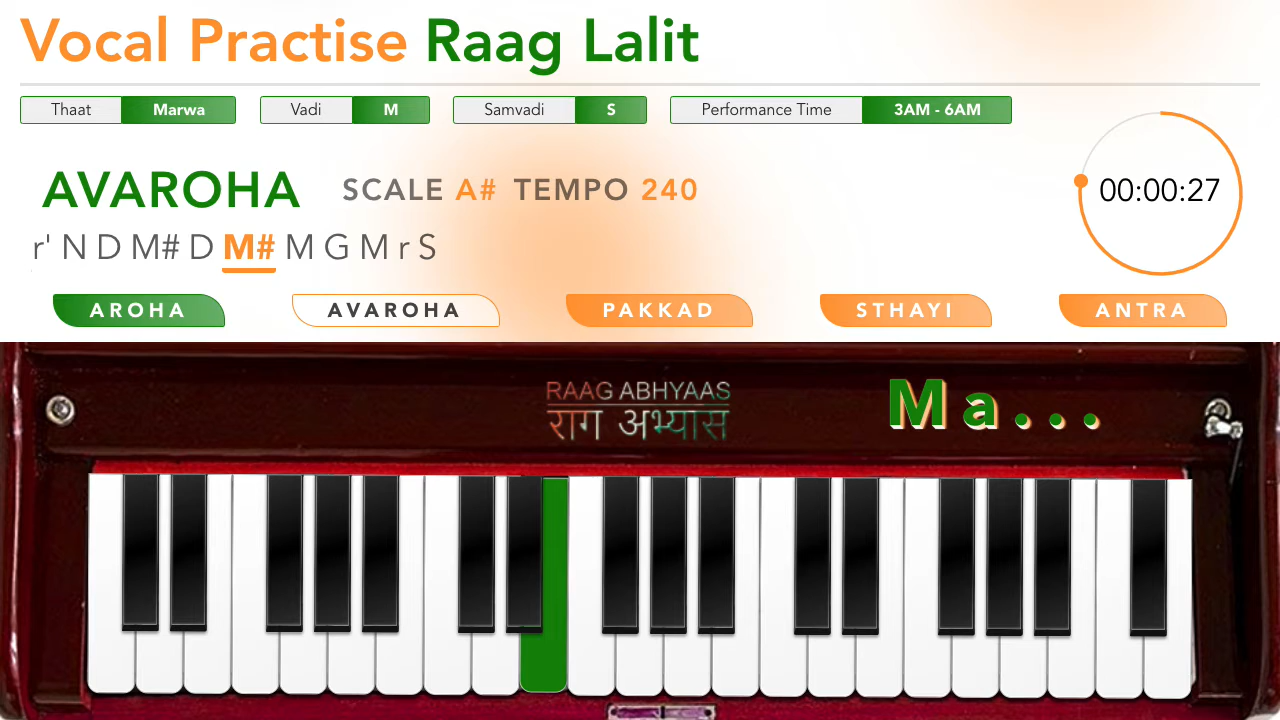 Vocal Practise Raag Lalit
Thaat Marwa Vadi M Samvadi S Performance Time 3AM - 6AM
00:00:27
AVAROHA SCALE A# TEMPO 240
r' N D M# D M# M G M r S
AROHA AVAROHA PAKKAD STHAYI ANTRA
RAAG ABHYAAS
राग अभ्यास
Ma...